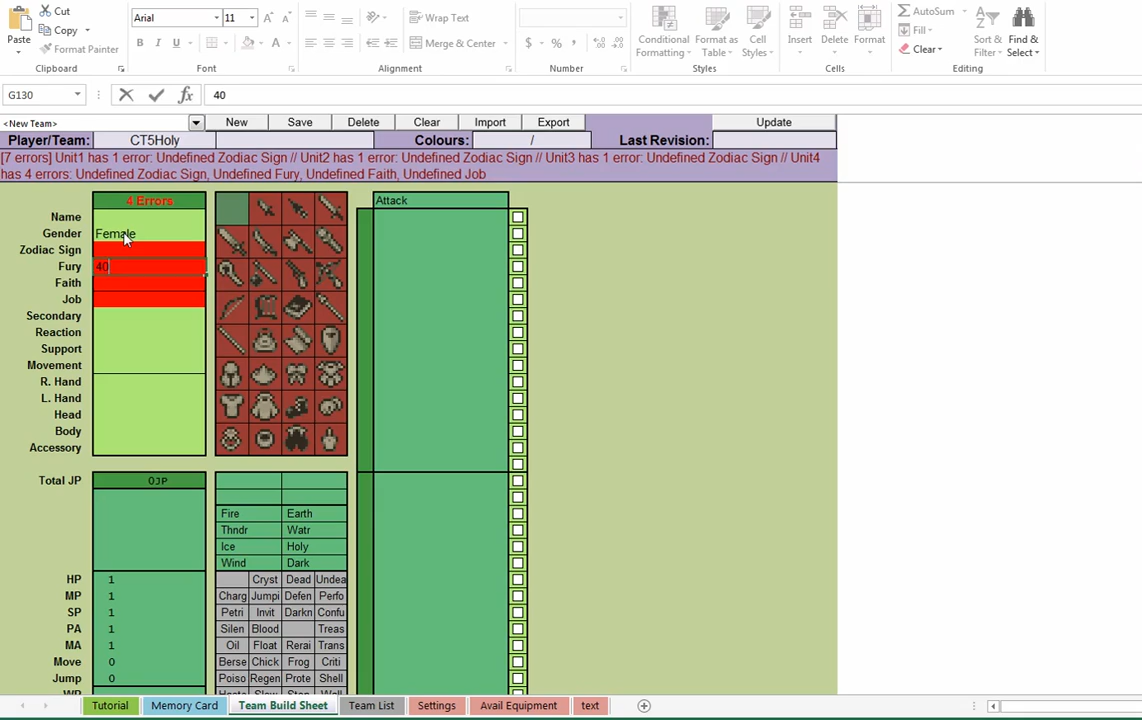 Cut
Copy
Format Painter
Paste
Clipboard
Arial 11
B I U
Font
Wrap Text
Merge & Center
Alignment
$ % ,
Number
Conditional Formatting
Format as Table
Cell Styles
Styles
Insert Delete Format
Cells
AutoSum
Fill
Clear
Sort & Filter
Find & Select
Editing
G130 fx 40
<New Team> New Save Delete Clear Import Export Update
Player/Team: CT5Holy Colours: / Last Revision:
[7 errors] Unit1 has 1 error: Undefined Zodiac Sign // Unit2 has 1 error: Undefined Zodiac Sign // Unit3 has 1 error: Undefined Zodiac Sign // Unit4
has 4 errors: Undefined Zodiac Sign, Undefined Fury, Undefined Faith, Undefined Job
4 Errors Attack
Name
Gender Female
Zodiac Sign
Fury 40
Faith
Job
Secondary
Reaction
Support
Movement
R. Hand
L. Hand
Head
Body
Accessory
Total JP 0JP
Fire Earth
Thndr Watr
Ice Holy
Wind Dark
HP 1 Cryst Dead Undea
MP 1 Charg Jumpi Defen Perfo
SP 1 Petri Invit Darkn Confu
PA 1 Silen Blood Treas
MA 1 Oil Float Rerai Trans
Move 0 Berse Chick Frog Criti
Jump 0 Poiso Regen Prote Shell
Tutorial Memory Card Team Build Sheet Team List Settings Avail Equipment text